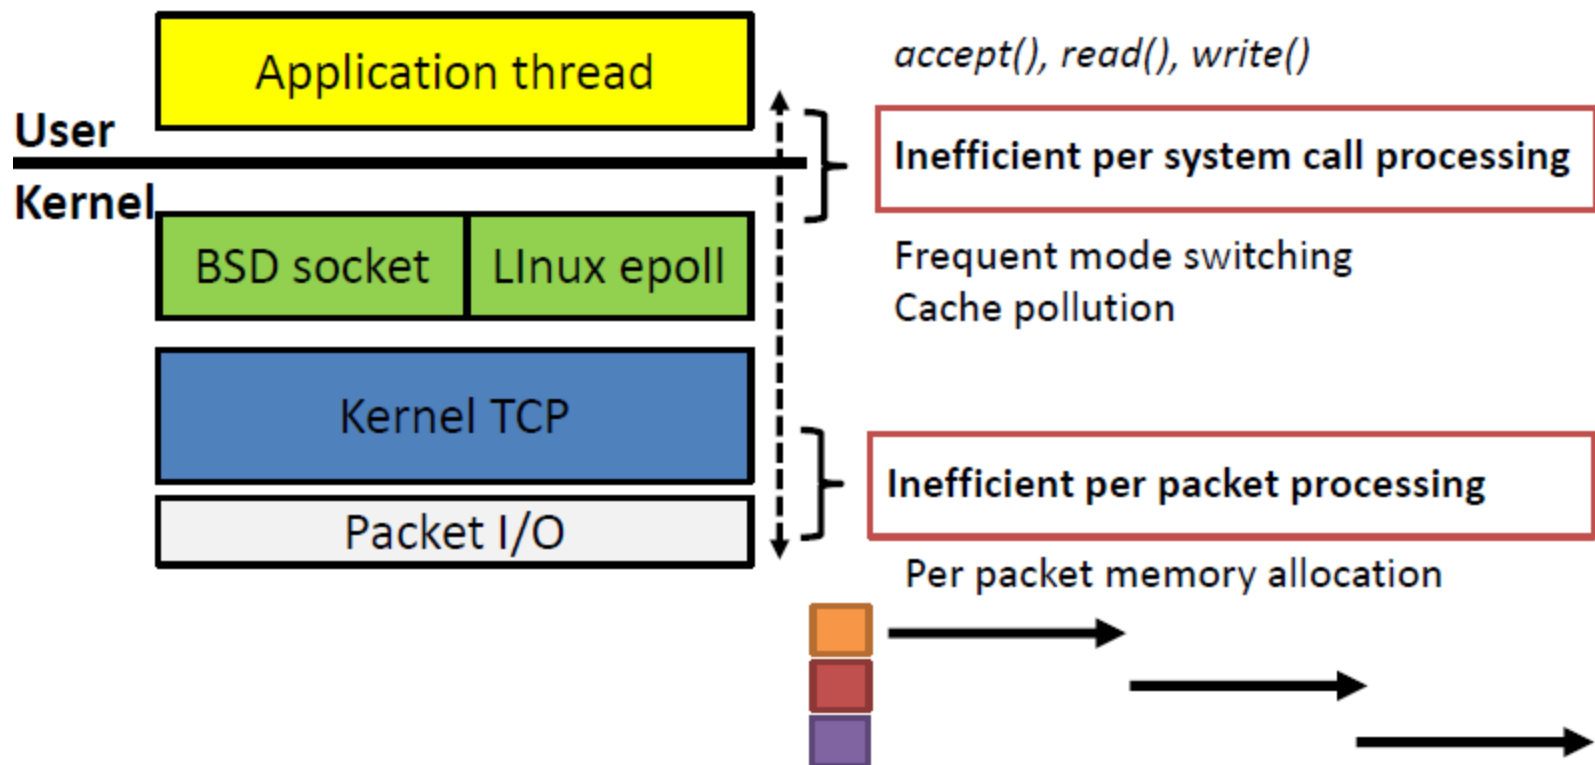 Application thread
accept(), read(), write()
User
Inefficient per system call processing
Kernel
BSD socket
LInux epoll
Frequent mode switching
Cache pollution
Kernel TCP
Inefficient per packet processing
Packet I/O
Per packet memory allocation